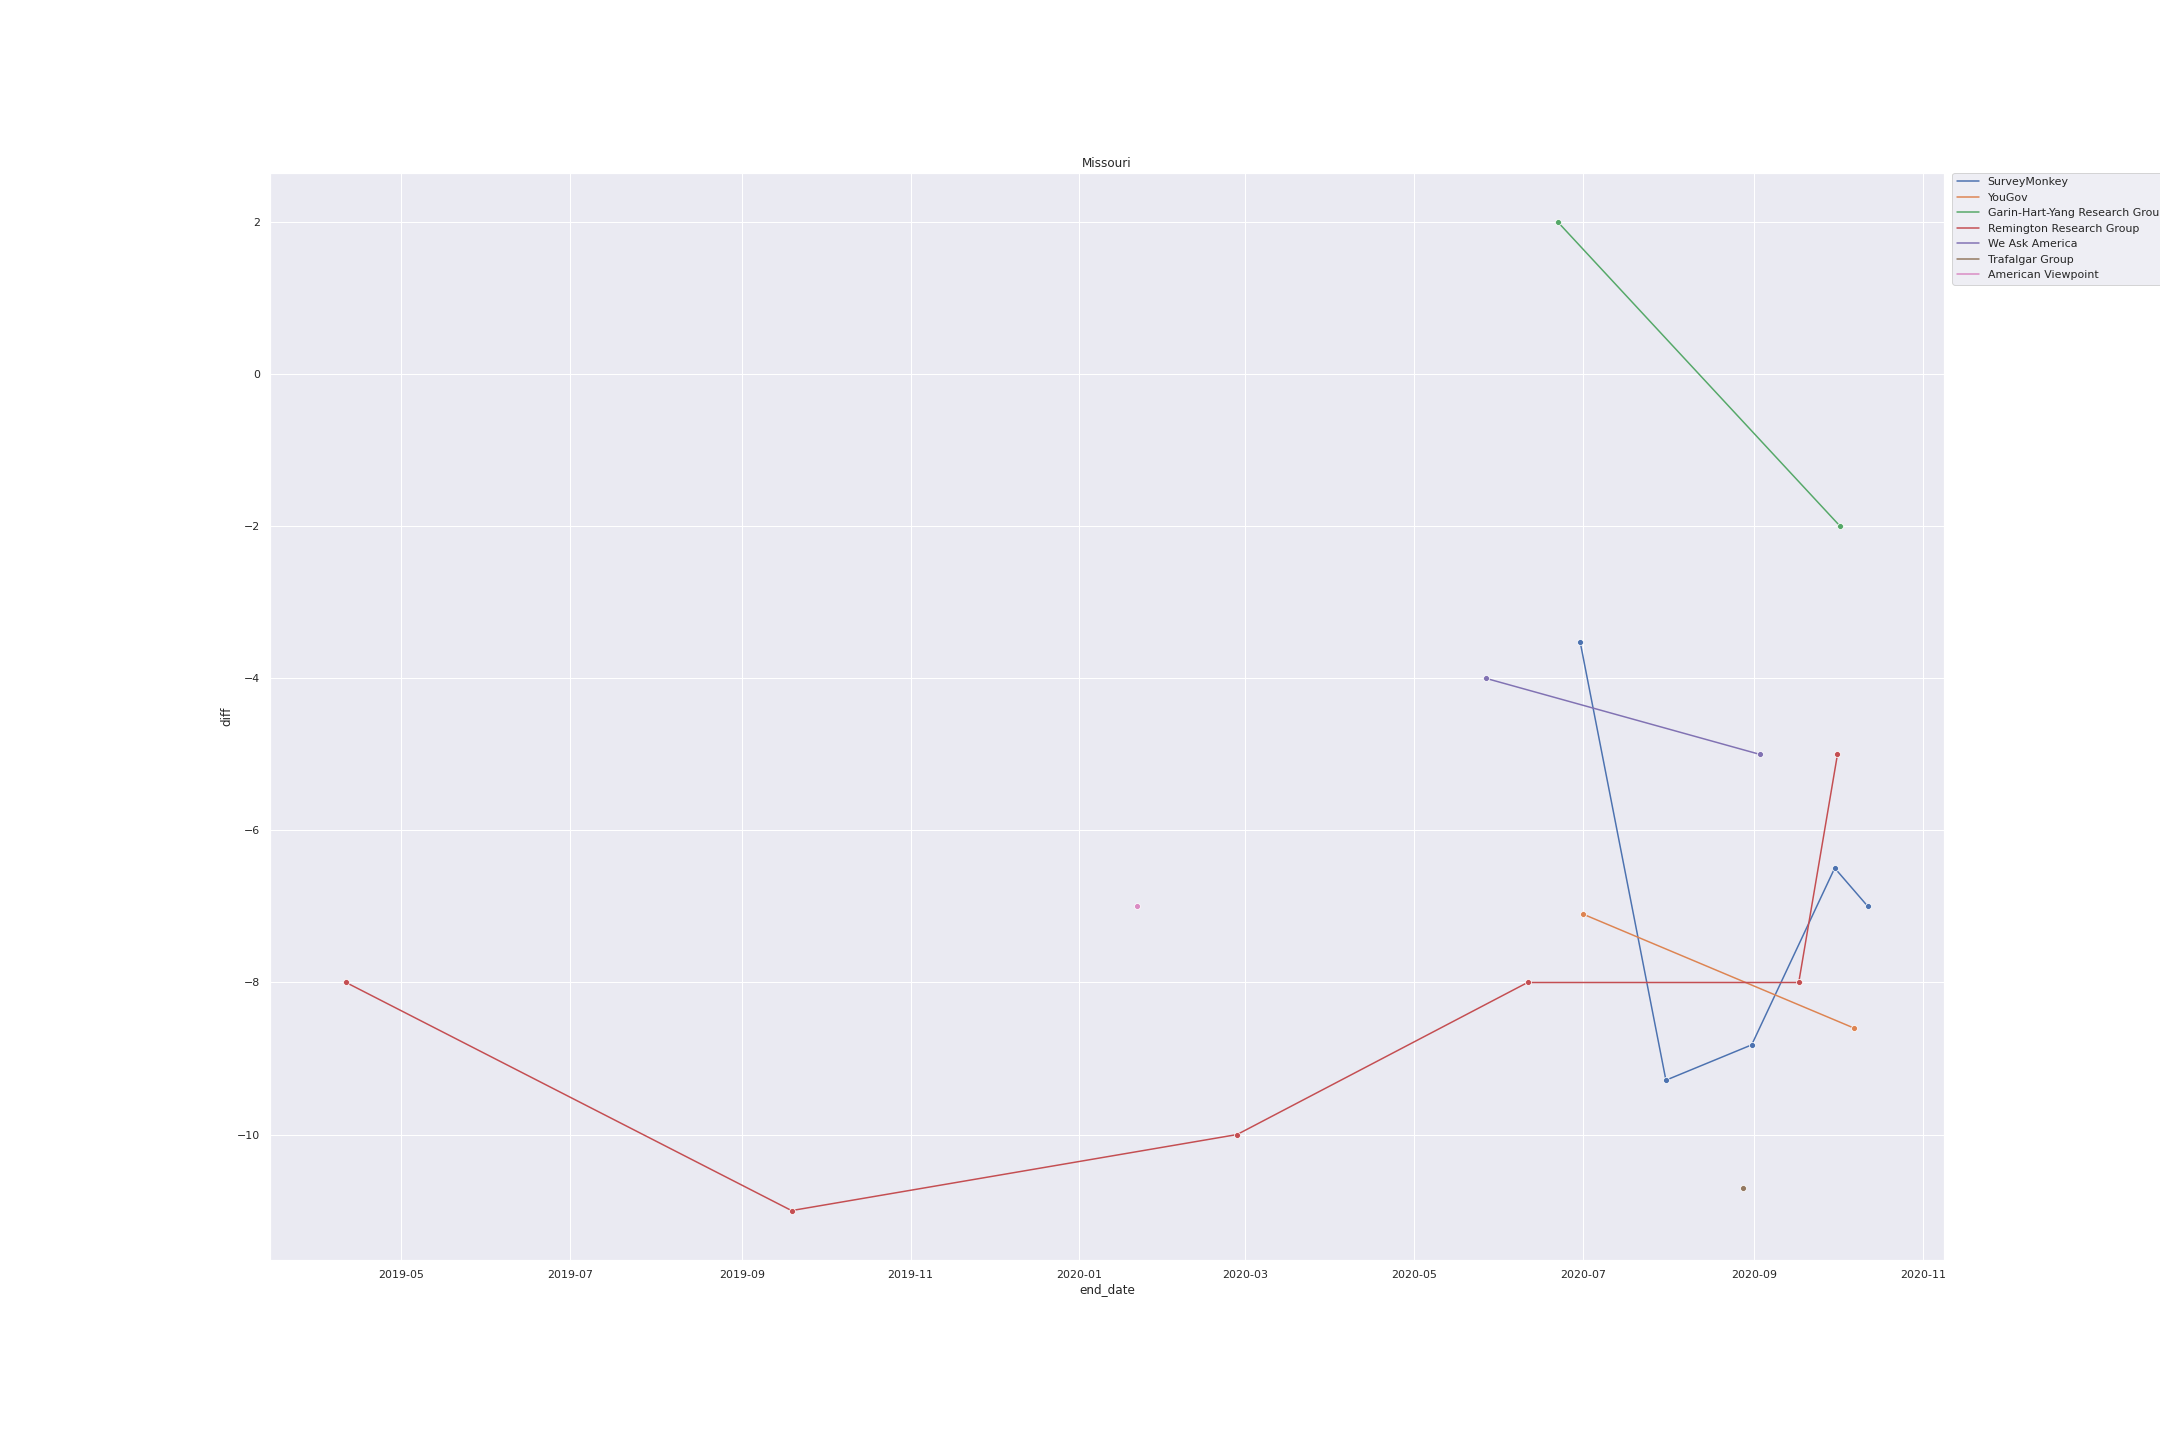 Missouri
SurveyMonkey
YouGov
Garin-Hart-Yang Research Grou
Remington Research Group
We Ask America
Trafalgar Group
American Viewpoint
2
0
−2
−4
−6
−8
−10
diff
2019-05 2019-07 2019-09 2019-11 2020-01 2020-03 2020-05 2020-07 2020-09 2020-11
end_date